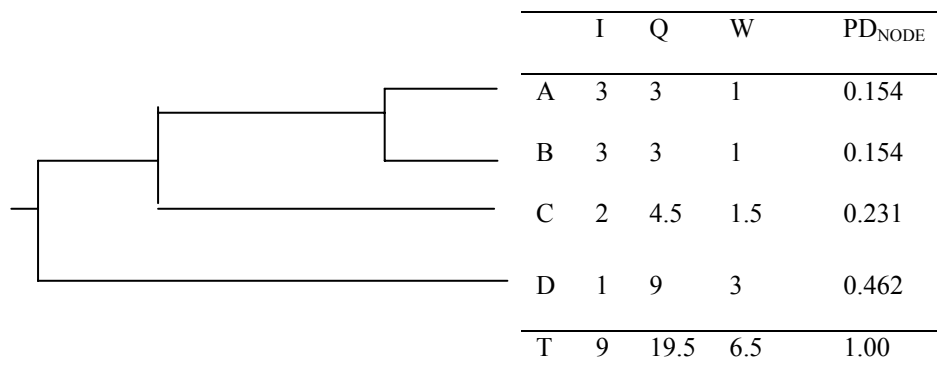 I Q W PD_NODE
A 3 3 1 0.154
B 3 3 1 0.154
C 2 4.5 1.5 0.231
D 1 9 3 0.462
T 9 19.5 6.5 1.00